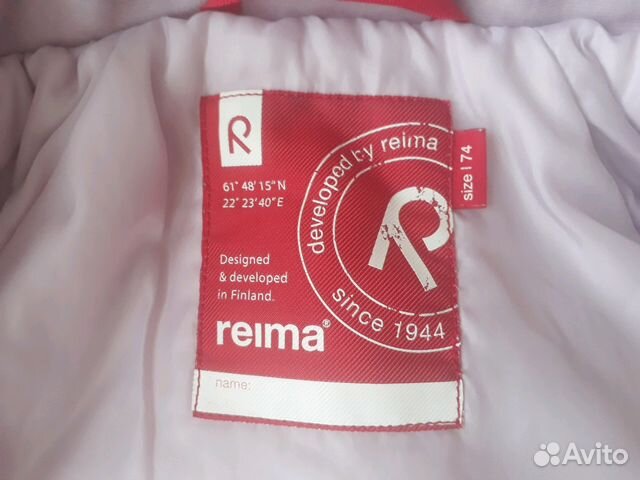 R
61° 48' 15" N
22° 23' 40" E
developed by reima
R
since 1944
size | 74
Designed
& developed
in Finland.
reima®
name:
Avito